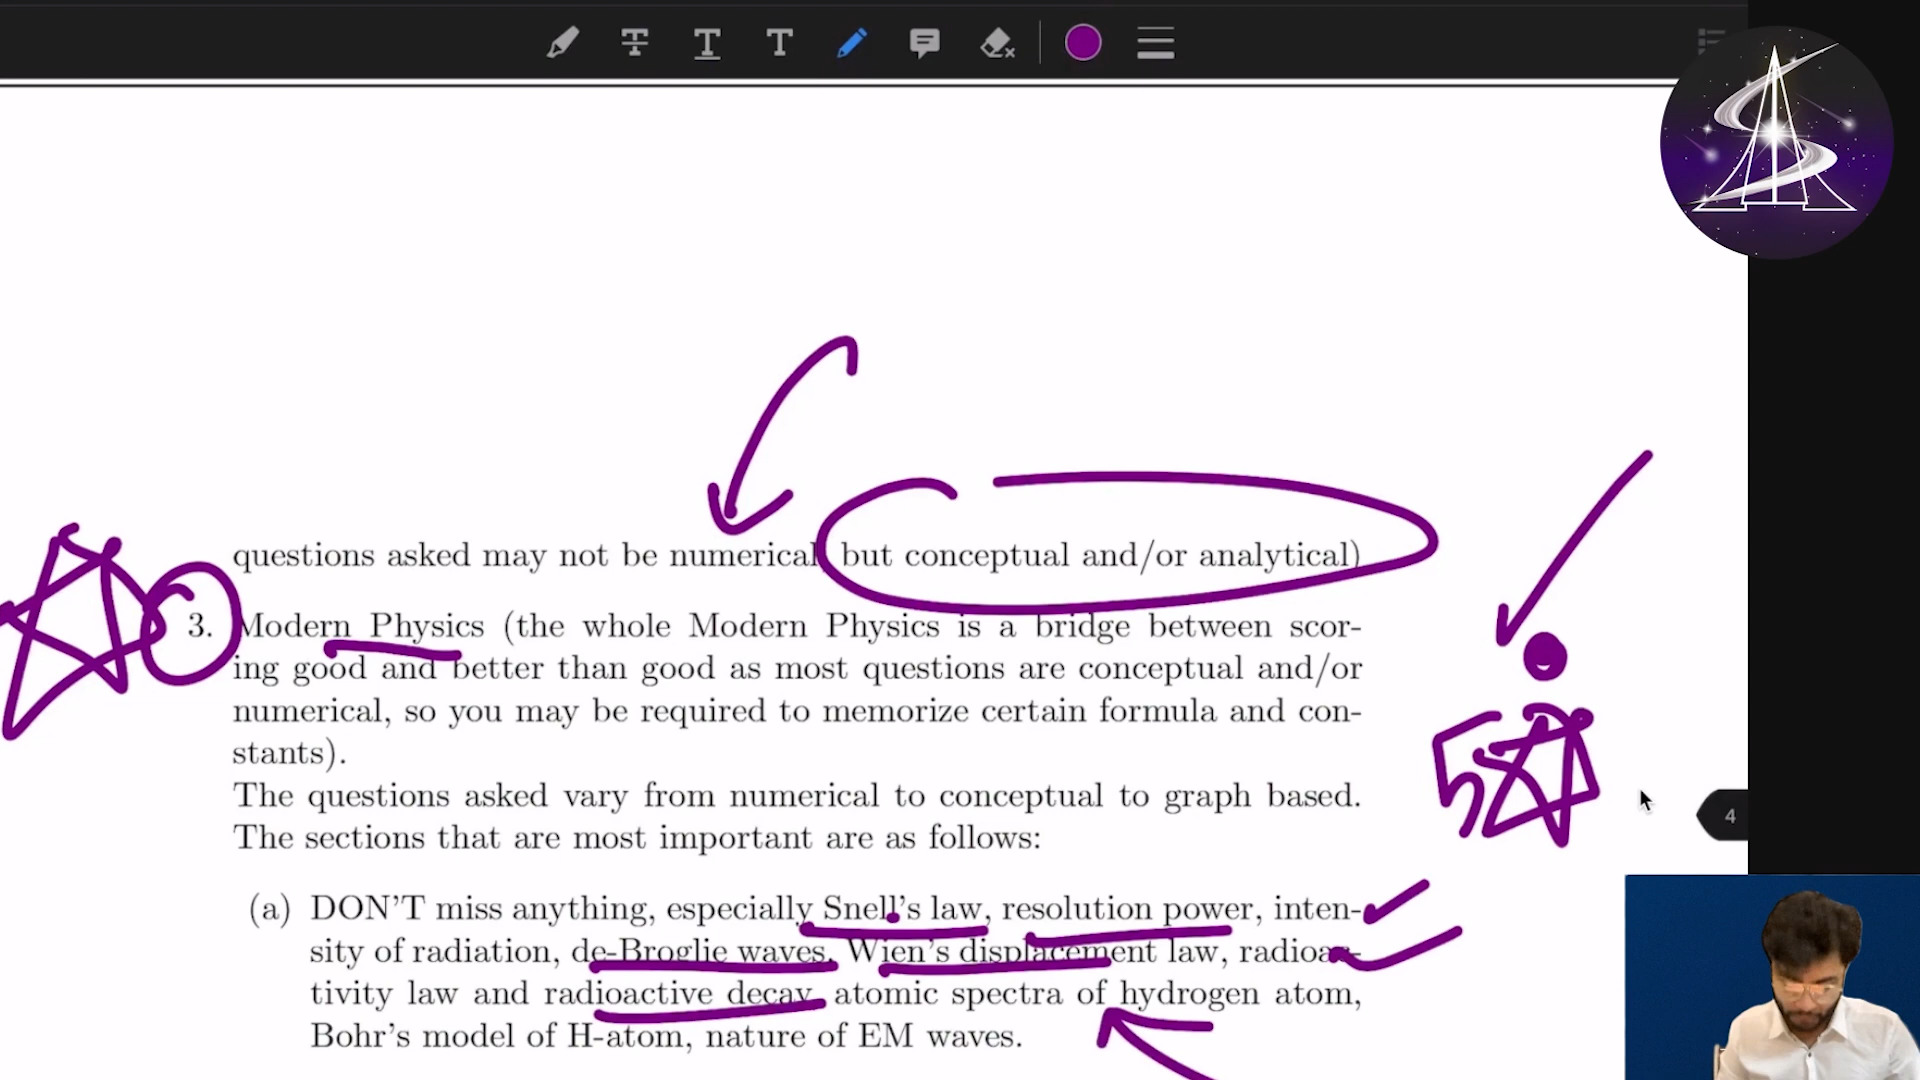 questions asked may not be numerical but conceptual and/or analytical)
3. Modern Physics (the whole Modern Physics is a bridge between scor-
ing good and better than good as most questions are conceptual and/or
numerical, so you may be required to memorize certain formula and con-
stants).
The questions asked vary from numerical to conceptual to graph based.
The sections that are most important are as follows:
(a) DON'T miss anything, especially Snell's law, resolution power, inten-
sity of radiation, de-Broglie waves, Wien's displacement law, radioac-
tivity law and radioactive decay, atomic spectra of hydrogen atom,
Bohr's model of H-atom, nature of EM waves.
5
4